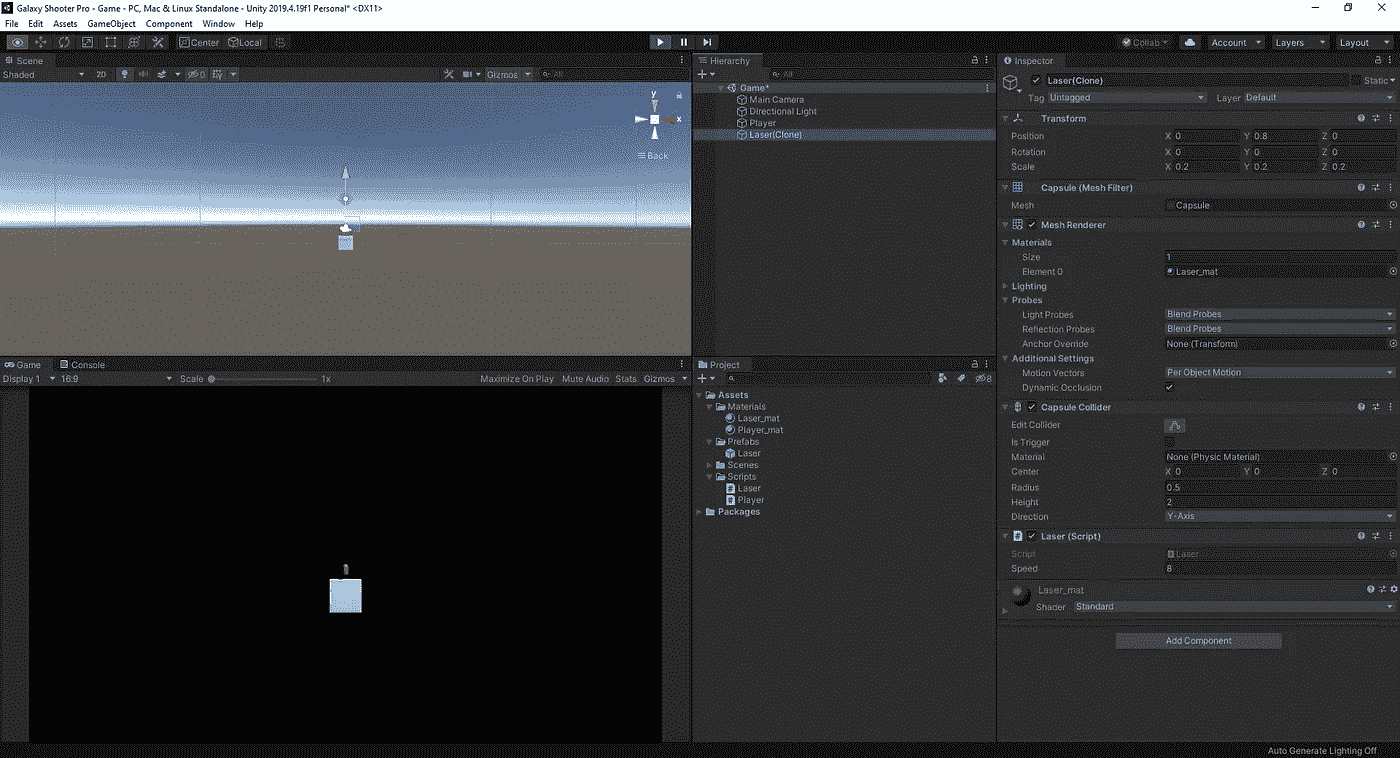 Galaxy Shooter Pro - Game - PC, Mac & Linux Standalone - Unity 2019.4.19f1 Personal* <DX11>
File Edit Assets GameObject Component Window Help
Center Local Collab Account Layers Layout
Scene
Shaded 2D 0 Gizmos All
y
x
Back
Game Console
Display 1 16:9 Scale 1x Maximize On Play Mute Audio Stats Gizmos
Hierarchy
All
Game*
Main Camera
Directional Light
Player
Laser(Clone)
Project
8
Assets
Materials
Laser_mat
Player_mat
Prefabs
Laser
Scenes
Scripts
Laser
Player
Packages
Inspector
Laser(Clone) Static
Tag Untagged Layer Default
Transform
Position X 0 Y 0.8 Z 0
Rotation X 0 Y 0 Z 0
Scale X 0.2 Y 0.2 Z 0.2
Capsule (Mesh Filter)
Mesh Capsule
Mesh Renderer
Materials
Size 1
Element 0 Laser_mat
Lighting
Probes
Light Probes Blend Probes
Reflection Probes Blend Probes
Anchor Override None (Transform)
Additional Settings
Motion Vectors Per Object Motion
Dynamic Occlusion
Capsule Collider
Edit Collider
Is Trigger
Material None (Physic Material)
Center X 0 Y 0 Z 0
Radius 0.5
Height 2
Direction Y-Axis
Laser (Script)
Script Laser
Speed 8
Laser_mat
Shader Standard
Add Component
Auto Generate Lighting Off